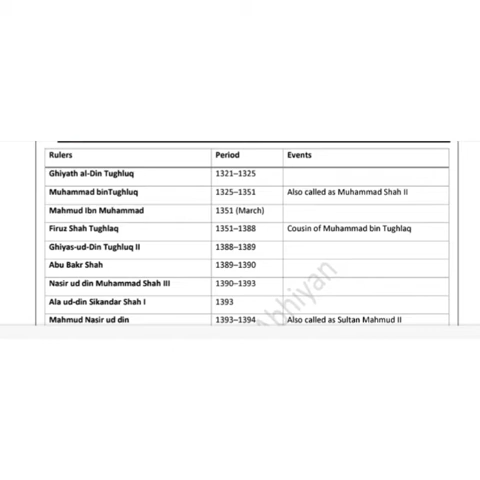 Rulers Period Events
Ghiyath al-Din Tughluq 1321–1325
Muhammad binTughluq 1325–1351 Also called as Muhammad Shah II
Mahmud Ibn Muhammad 1351 (March)
Firuz Shah Tughlaq 1351–1388 Cousin of Muhammad bin Tughlaq
Ghiyas-ud-Din Tughluq II 1388–1389
Abu Bakr Shah 1389–1390
Nasir ud din Muhammad Shah III 1390–1393
Ala ud-din Sikandar Shah I 1393
Mahmud Nasir ud din 1393–1394 Also called as Sultan Mahmud II
Abhiyan